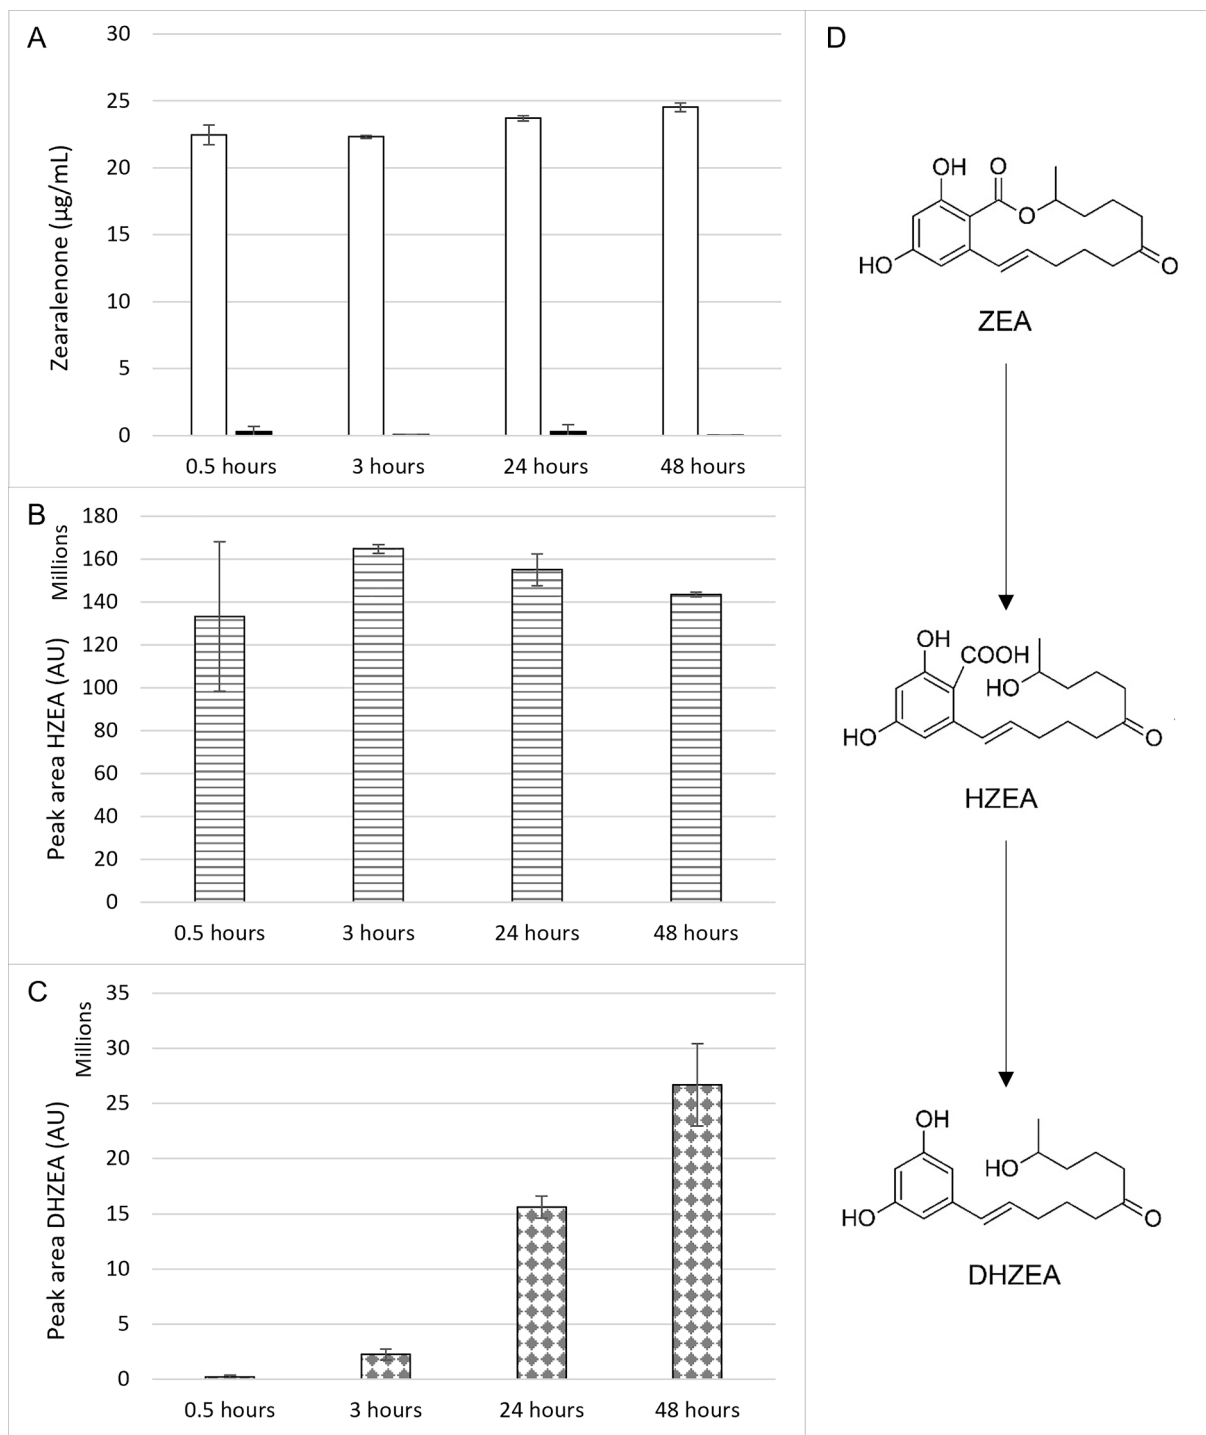 A
Zearalenone (µg/mL)
30
25
20
15
10
5
0
0.5 hours
3 hours
24 hours
48 hours
B
Millions
Peak area HZEA (AU)
180
160
140
120
100
80
60
40
20
0
0.5 hours
3 hours
24 hours
48 hours
C
Millions
Peak area DHZEA (AU)
35
30
25
20
15
10
5
0
0.5 hours
3 hours
24 hours
48 hours
D
OH
O
O
HO
O
ZEA
OH
COOH
HO
HO
O
HZEA
OH
HO
HO
O
DHZEA